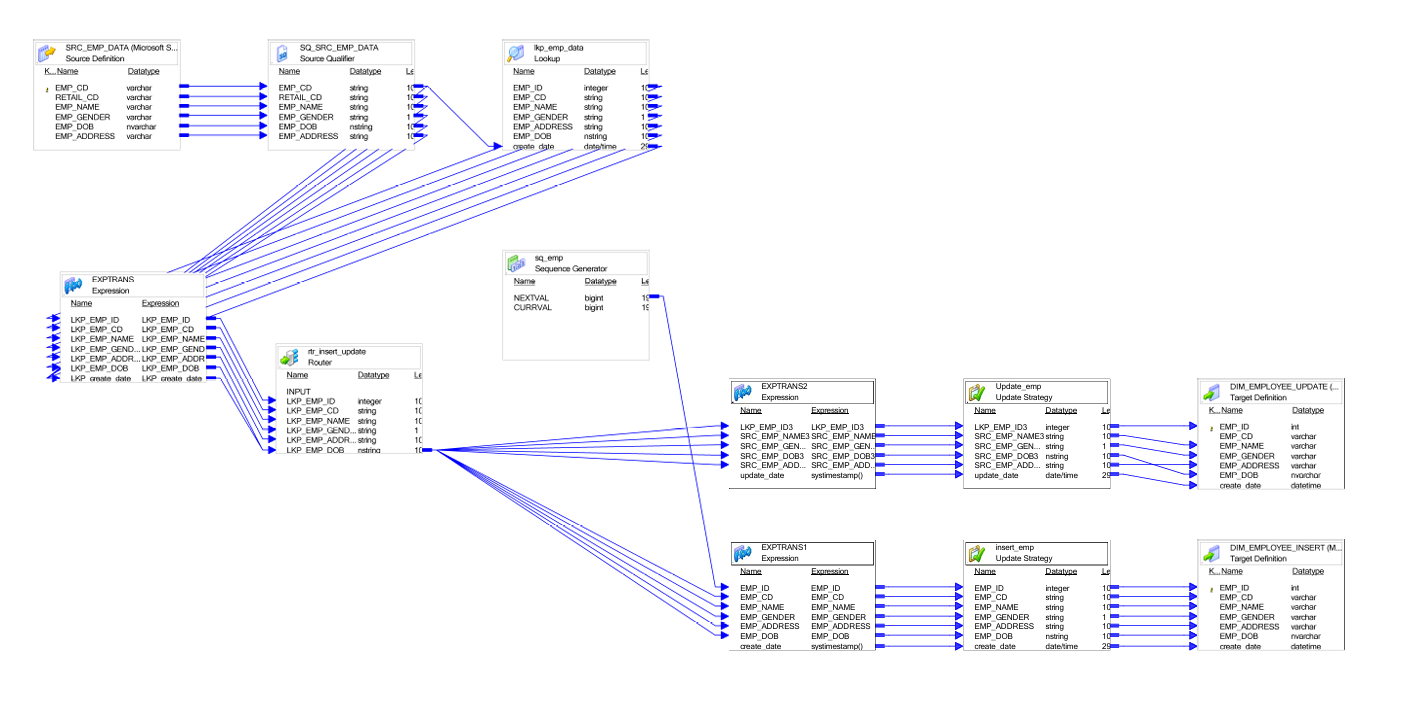 SRC_EMP_DATA (Microsoft S...
Source Definition
K... Name Datatype
EMP_CD varchar
RETAIL_CD varchar
EMP_NAME varchar
EMP_GENDER varchar
EMP_DOB nvarchar
EMP_ADDRESS varchar
SQ_SRC_EMP_DATA
Source Qualifier
Name Datatype Le
EMP_CD string 10
RETAIL_CD string 10
EMP_NAME string 10
EMP_GENDER string 1
EMP_DOB nstring 10
EMP_ADDRESS string 10
lkp_emp_data
Lookup
Name Datatype Le
EMP_ID integer 10
EMP_CD string 10
EMP_NAME string 10
EMP_GENDER string 1
EMP_ADDRESS string 10
EMP_DOB nstring 10
create_date date/time 29
EXPTRANS
Expression
Name Expression
LKP_EMP_ID LKP_EMP_ID
LKP_EMP_CD LKP_EMP_CD
LKP_EMP_NAME LKP_EMP_NAME
LKP_EMP_GEND... LKP_EMP_GEND
LKP_EMP_ADDR... LKP_EMP_ADDR
LKP_EMP_DOB LKP_EMP_DOB
LKP_create_date LKP_create_date
sq_emp
Sequence Generator
Name Datatype Le
NEXTVAL bigint 19
CURRVAL bigint 19
rtr_insert_update
Router
Name Datatype Le
INPUT
LKP_EMP_ID integer 10
LKP_EMP_CD string 10
LKP_EMP_NAME string 10
LKP_EMP_GEND... string 1
LKP_EMP_ADDR... string 10
LKP_EMP_DOB nstring 10
EXPTRANS2
Expression
Name Expression
LKP_EMP_ID3 LKP_EMP_ID3
SRC_EMP_NAME3 SRC_EMP_NAME
SRC_EMP_GEN... SRC_EMP_GEN.
SRC_EMP_DOB3 SRC_EMP_DOB3
SRC_EMP_ADD... SRC_EMP_ADD.
update_date systimestamp()
Update_emp
Update Strategy
Name Datatype Le
LKP_EMP_ID3 integer 10
SRC_EMP_NAME3 string 10
SRC_EMP_GEN... string 1
SRC_EMP_DOB3 nstring 10
SRC_EMP_ADD... string 10
update_date date/time 29
DIM_EMPLOYEE_UPDATE (...
Target Definition
K... Name Datatype
EMP_ID int
EMP_CD varchar
EMP_NAME varchar
EMP_GENDER varchar
EMP_ADDRESS varchar
EMP_DOB nvarchar
create_date datetime
EXPTRANS1
Expression
Name Expression
EMP_ID EMP_ID
EMP_CD EMP_CD
EMP_NAME EMP_NAME
EMP_GENDER EMP_GENDER
EMP_ADDRESS EMP_ADDRESS
EMP_DOB EMP_DOB
create_date systimestamp()
insert_emp
Update Strategy
Name Datatype Le
EMP_ID integer 10
EMP_CD string 10
EMP_NAME string 10
EMP_GENDER string 1
EMP_ADDRESS string 10
EMP_DOB nstring 10
create_date date/time 29
DIM_EMPLOYEE_INSERT (M...
Target Definition
K... Name Datatype
EMP_ID int
EMP_CD varchar
EMP_NAME varchar
EMP_GENDER varchar
EMP_ADDRESS varchar
EMP_DOB nvarchar
create_date datetime